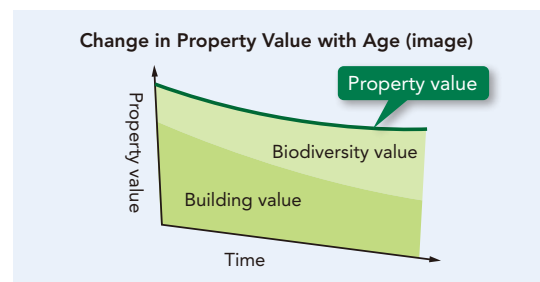 Change in Property Value with Age (image)
Property value
Property value
Biodiversity value
Building value
Time